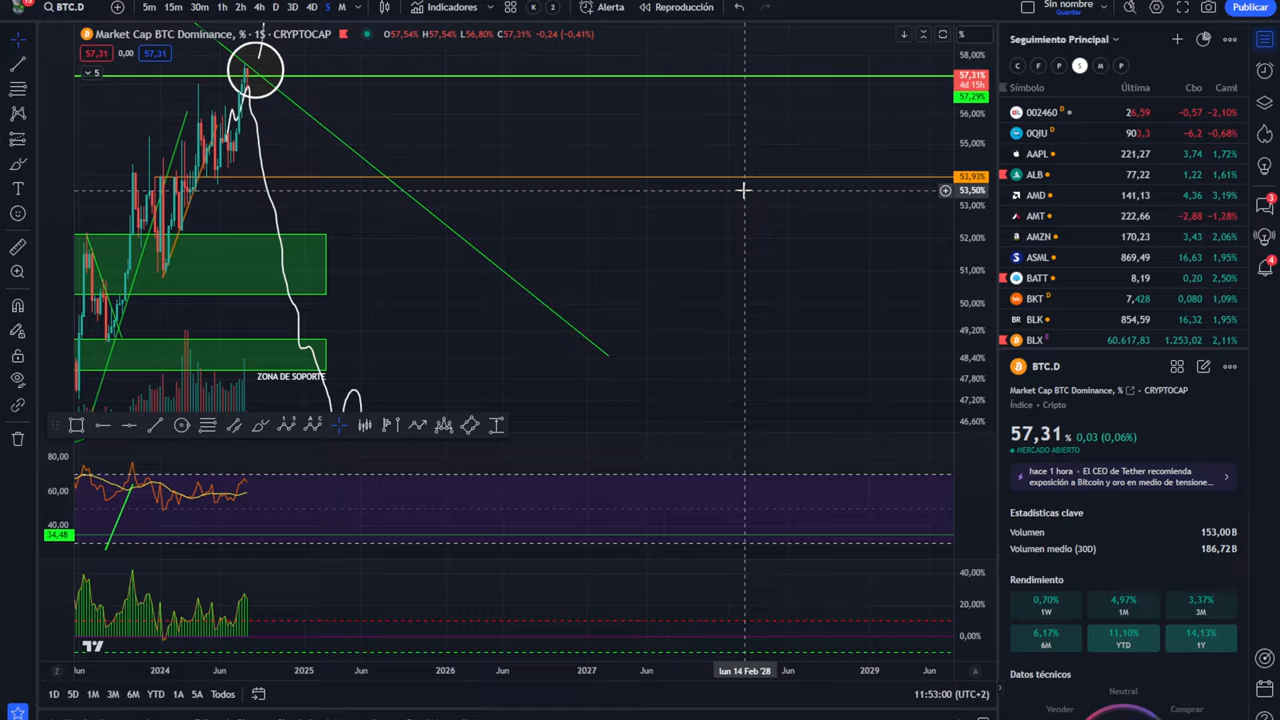 BTC.D 5m 15m 30m 1h 2h 4h D 3D 4D S M Indicadores K 2 Alerta Reproducción Sin nombre Guardar Publicar
Market Cap BTC Dominance, % · 1S · CRYPTOCAP O57,54% H57,54% L56,80% C57,31% −0,24 (−0,41%)
57,31 0,00 57,31
5
%
58,00%
57,31%
4d 15h
57,29%
56,00%
55,00%
53,93%
53,50%
53,00%
52,00%
51,00%
50,00%
49,20%
48,40%
47,80%
47,20%
46,60%
ZONA DE SOPORTE
80,00
60,00
40,00
34,48
40,00%
20,00%
0,00%
Jun 2024 Jun 2025 Jun 2026 Jun 2027 Jun lun 14 Feb '28 Jun 2029 Jun
Z A
1D 5D 1M 3M 6M YTD 1A 5A Todos 11:53:00 (UTC+2)
Seguimiento Principal
C F P S M P
Símbolo Última Cbo Camt
002460 D 26,59 −0,57 −2,10%
0QIU D 903,3 −6,2 −0,68%
AAPL 221,27 3,74 1,72%
ALB 77,22 1,22 1,61%
AMD 141,13 4,36 3,19%
AMT 222,66 −2,88 −1,28%
AMZN 170,23 3,43 2,06%
ASML 869,49 16,63 1,95%
BATT 8,19 0,20 2,50%
BKT D 7,428 0,080 1,09%
BLK 854,59 16,32 1,95%
BLX E 60.617,83 1.253,02 2,11%
BTC.D
Market Cap BTC Dominance, % · CRYPTOCAP
Índice · Cripto
57,31 % 0,03 (0,06%)
MERCADO ABIERTO
hace 1 hora · El CEO de Tether recomienda
exposición a Bitcoin y oro en medio de tensione...
Estadísticas clave
Volumen 153,00B
Volumen medio (30D) 186,72B
Rendimiento
0,70% 4,97% 3,37%
1W 1M 3M
6,17% 11,10% 14,13%
6M YTD 1Y
Datos técnicos
Neutral
Vender Comprar
3
4